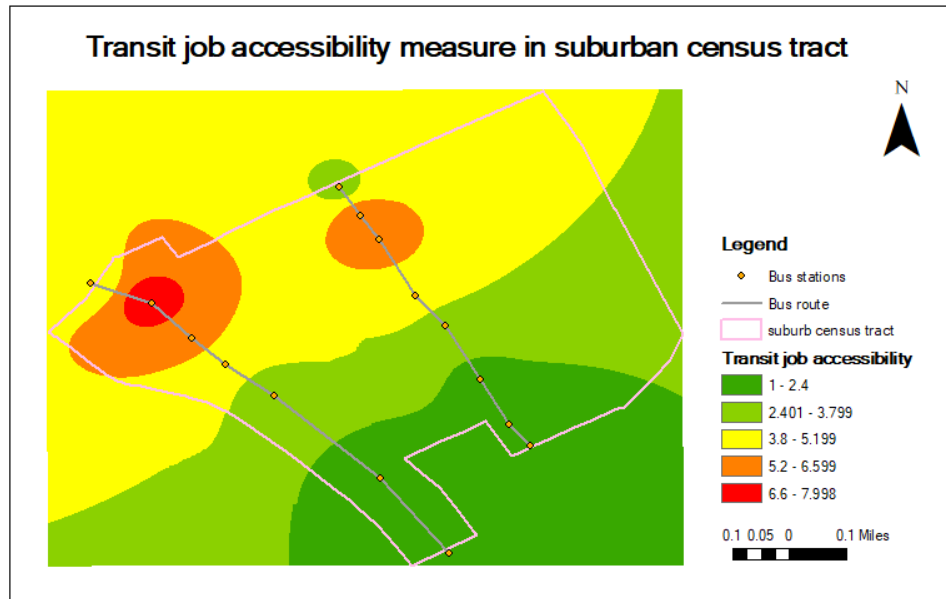 Transit job accessibility measure in suburban census tract
N
Legend
Bus stations
Bus route
suburb census tract
Transit job accessibility
1 - 2.4
2.401 - 3.799
3.8 - 5.199
5.2 - 6.599
6.6 - 7.998
0.1 0.05 0 0.1 Miles